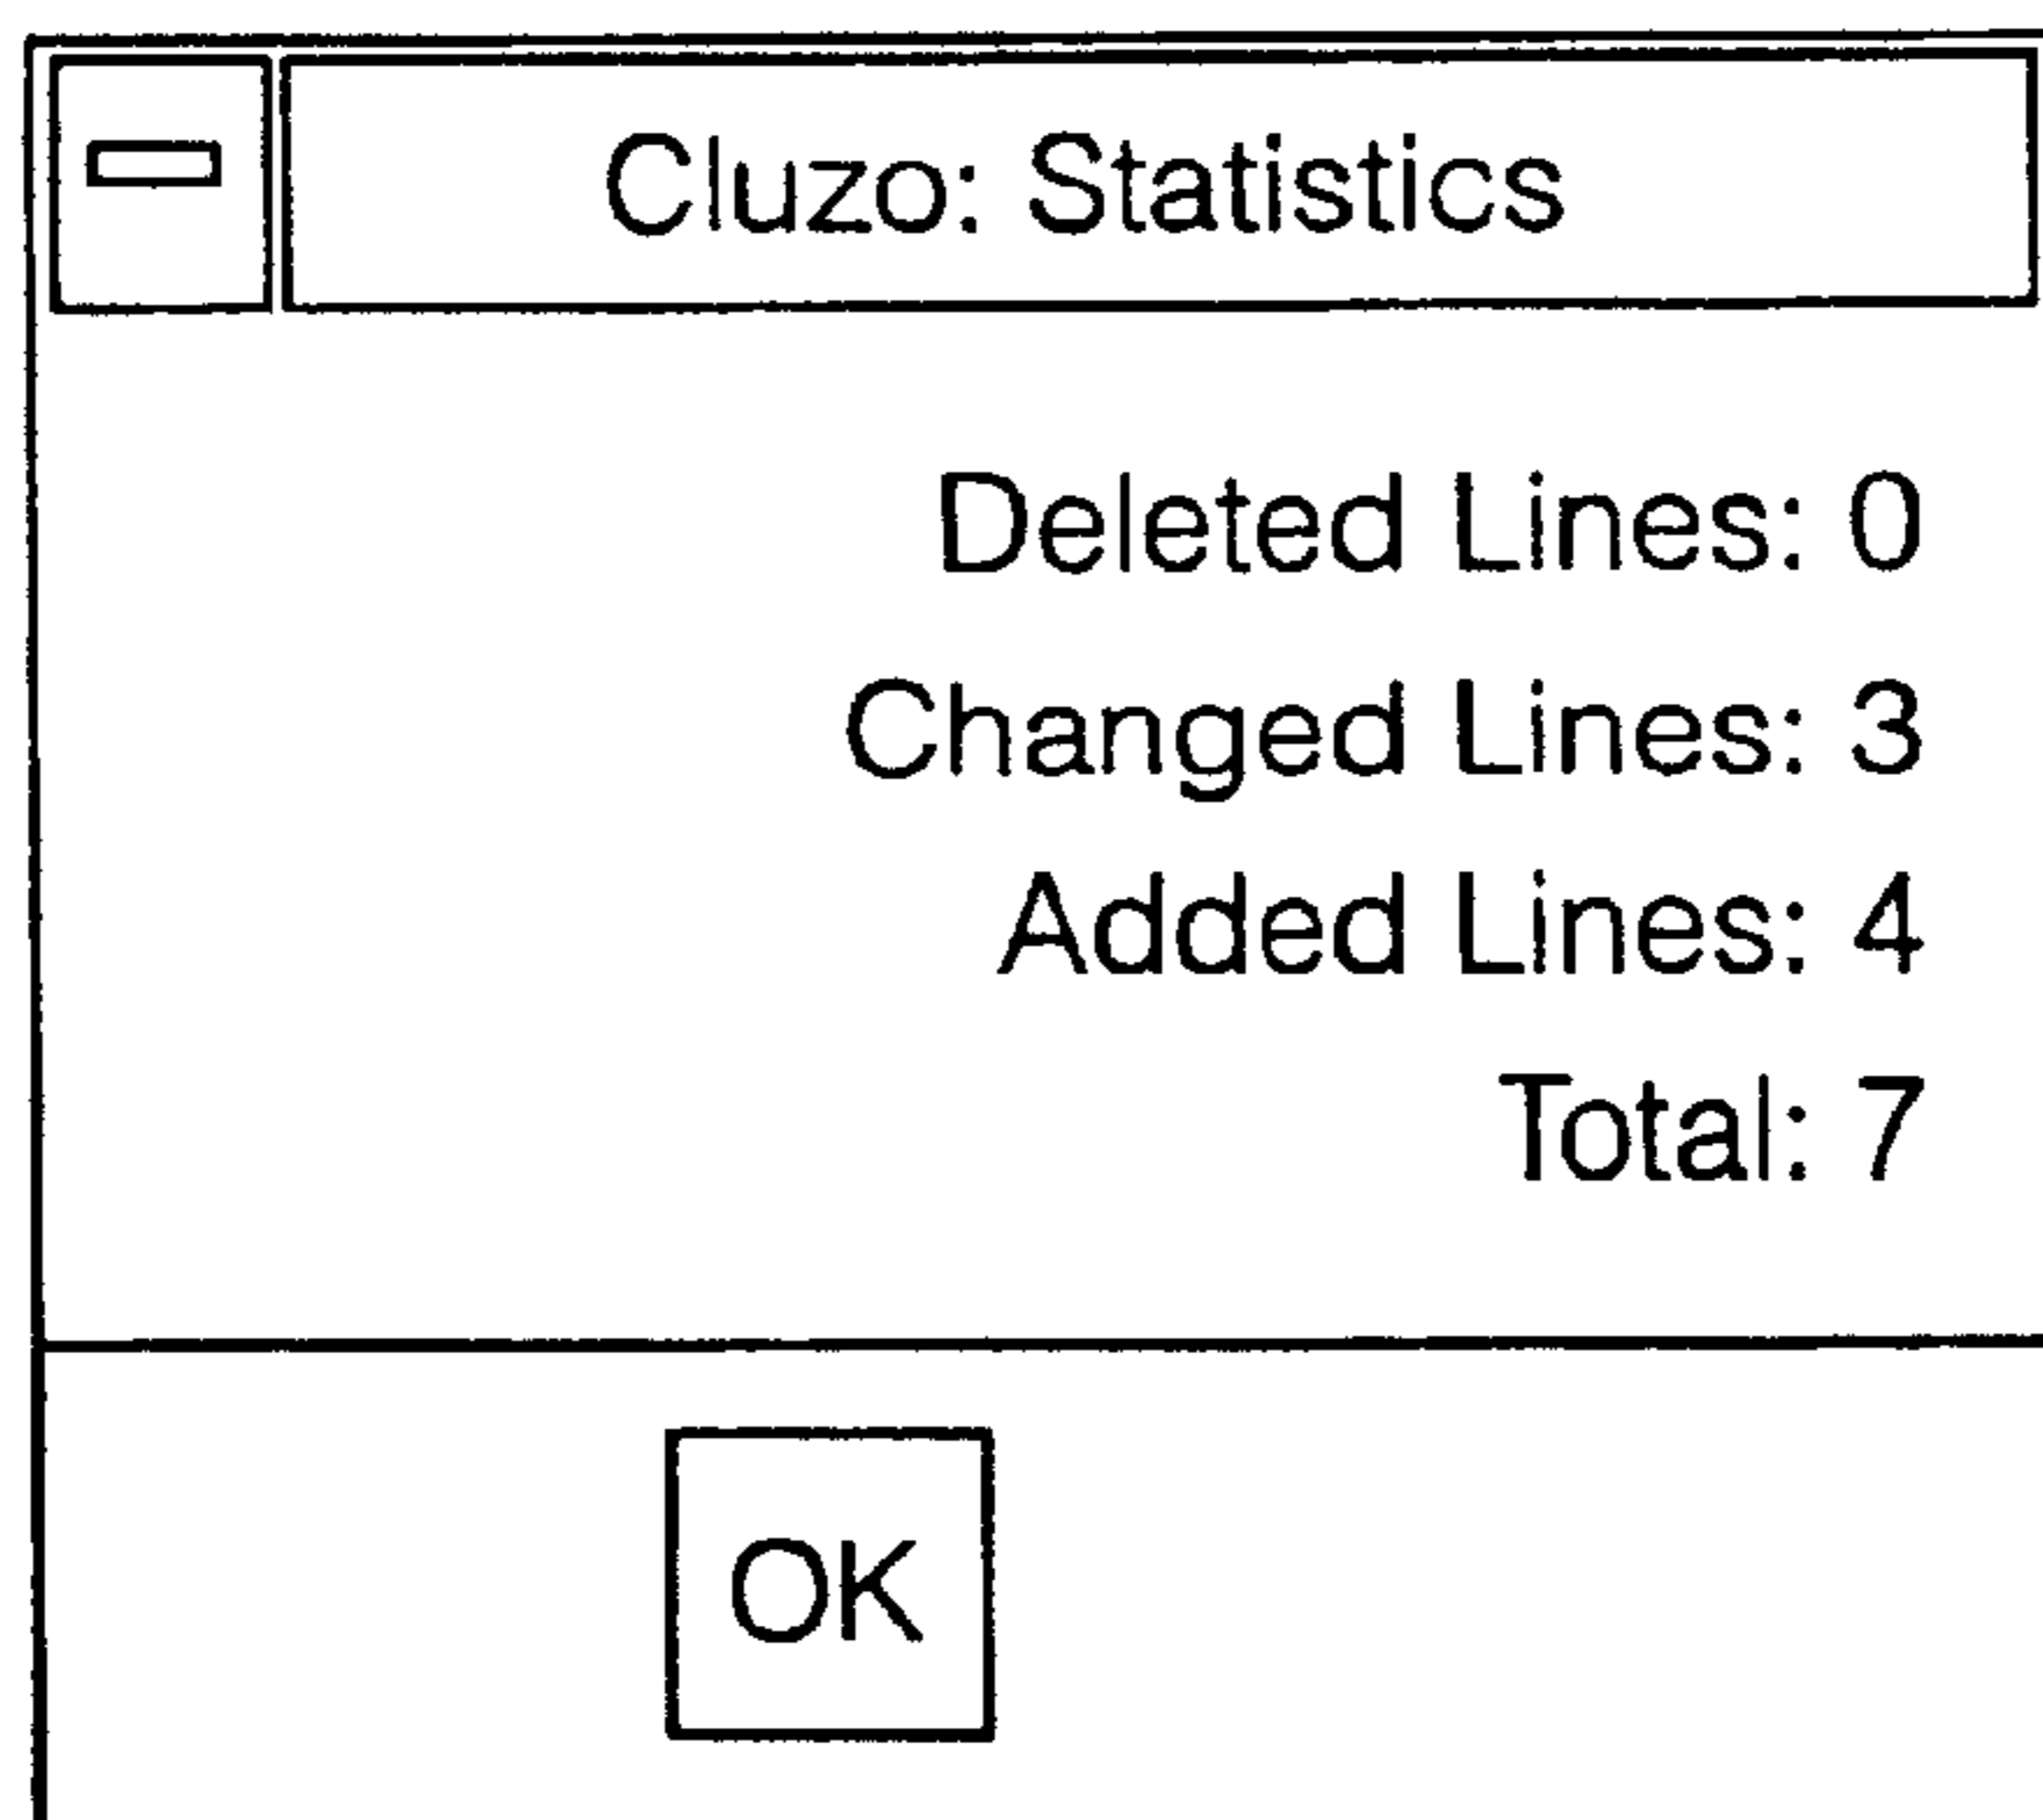 Cluzo: Statistics
Deleted Lines: 0
Changed Lines: 3
Added Lines: 4
Total: 7
OK